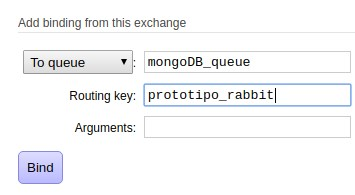 Add binding from this exchange
To queue : mongoDB_queue
Routing key: prototipo_rabbit
Arguments:
Bind